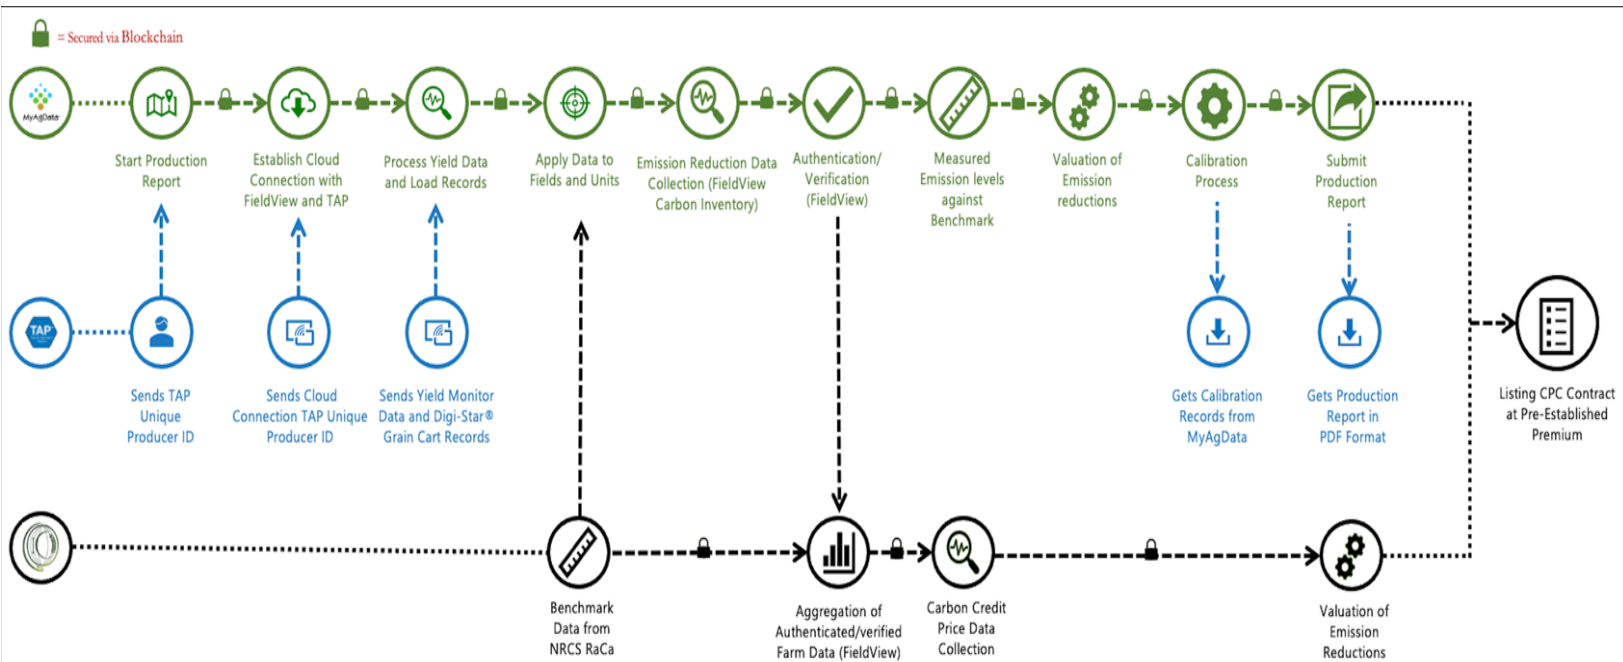 = Secured via Blockchain
MyAgData
Start Production
Report
Establish Cloud
Connection with
FieldView and TAP
Process Yield Data
and Load Records
Apply Data to
Fields and Units
Emission Reduction Data
Collection (FieldView
Carbon Inventory)
Authentication/
Verification
(FieldView)
Measured
Emission levels
against
Benchmark
Valuation of
Emission
reductions
Calibration
Process
Submit
Production
Report
TAP
Sends TAP
Unique
Producer ID
Sends Cloud
Connection TAP Unique
Producer ID
Sends Yield Monitor
Data and Digi-Star®
Grain Cart Records
Gets Calibration
Records from
MyAgData
Gets Production
Report in
PDF Format
Listing CPC Contract
at Pre-Established
Premium
Benchmark
Data from
NRCS RaCa
Aggregation of
Authenticated/verified
Farm Data (FieldView)
Carbon Credit
Price Data
Collection
Valuation of
Emission
Reductions